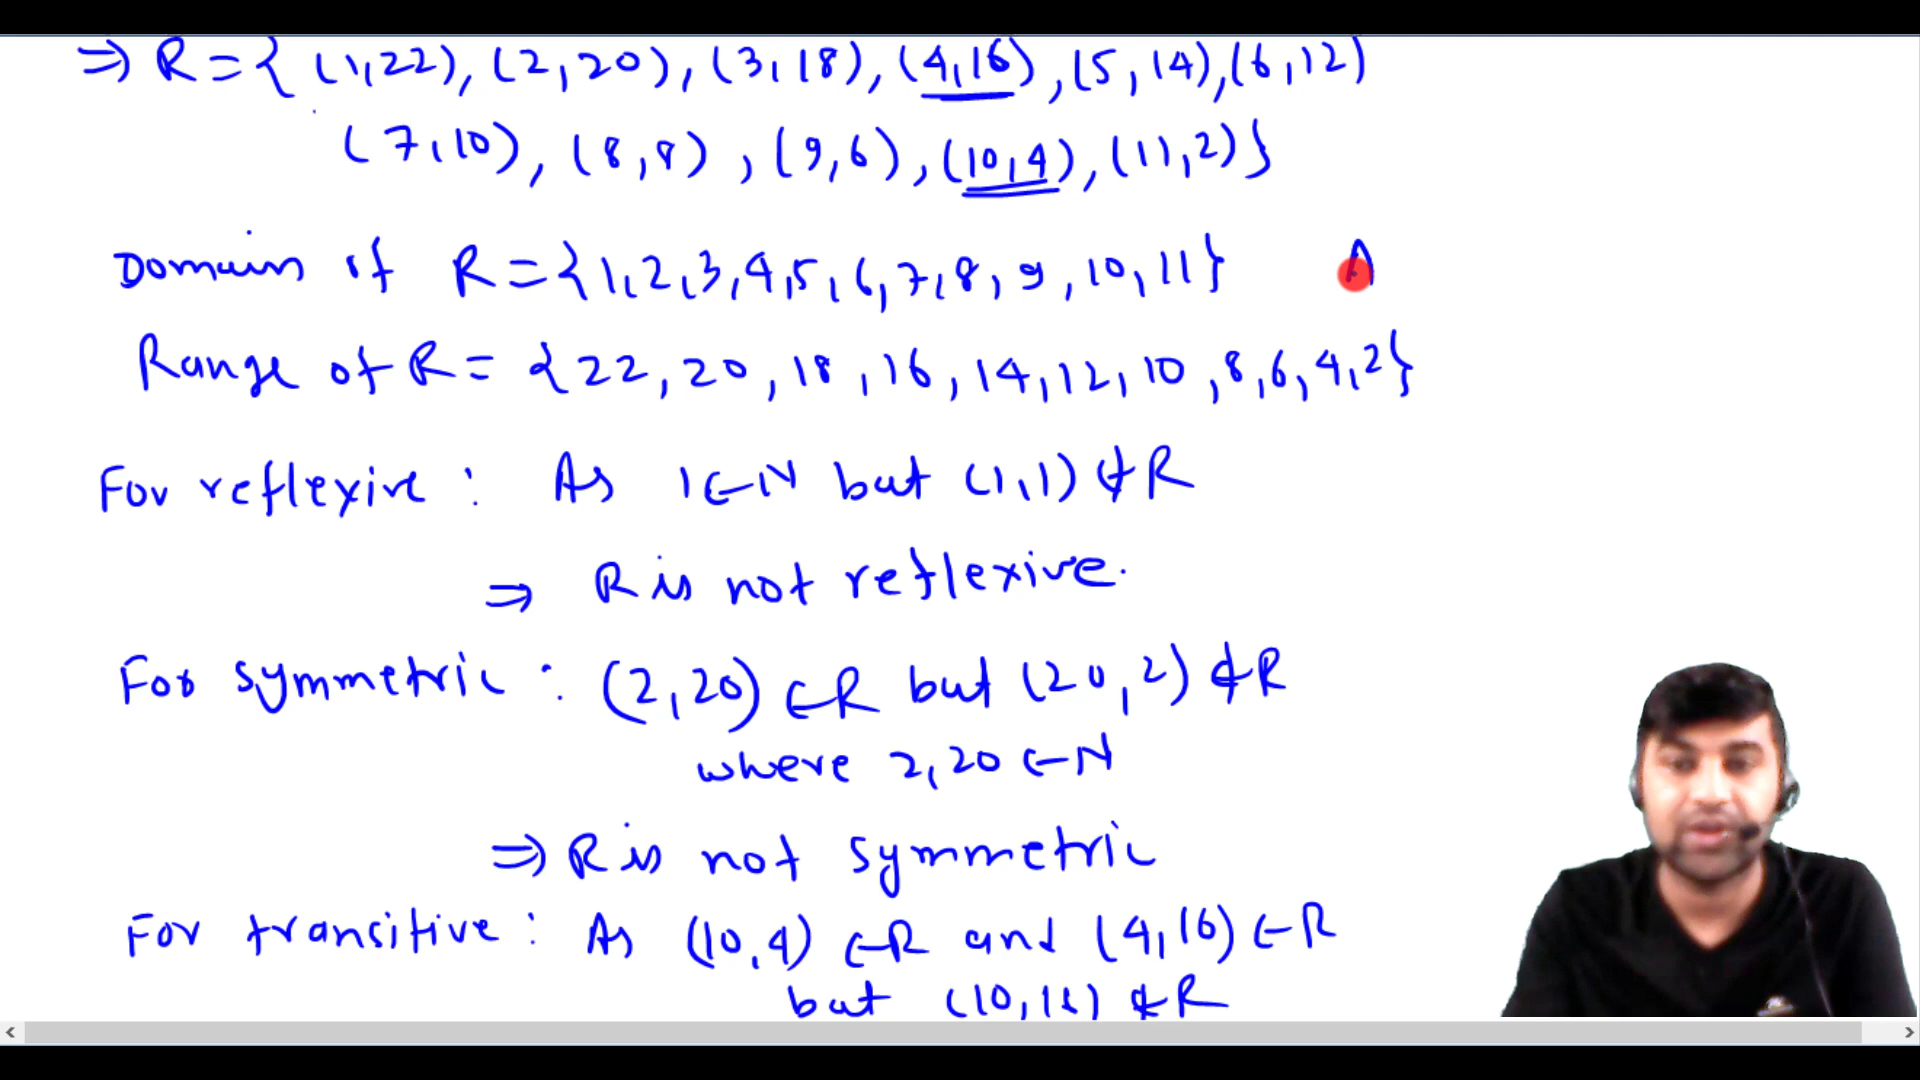 ⇒ R = { (1,22), (2,20), (3,18), (4,16), (5,14), (6,12)
(7,10), (8,8), (9,6), (10,4), (11,2)}
Domain of R = {1,2,3,4,5,6,7,8,9,10,11} A
Range of R = {22,20,18,16,14,12,10,8,6,4,2}
For reflexive : As 1∈N but (1,1) ∉ R
⇒ R is not reflexive.
For symmetric : (2,20) ∈ R but (20,2) ∉ R
where 2,20 ∈ N
⇒ R is not symmetric
For transitive : As (10,4) ∈ R and (4,16) ∈ R
but (10,16) ∉ R